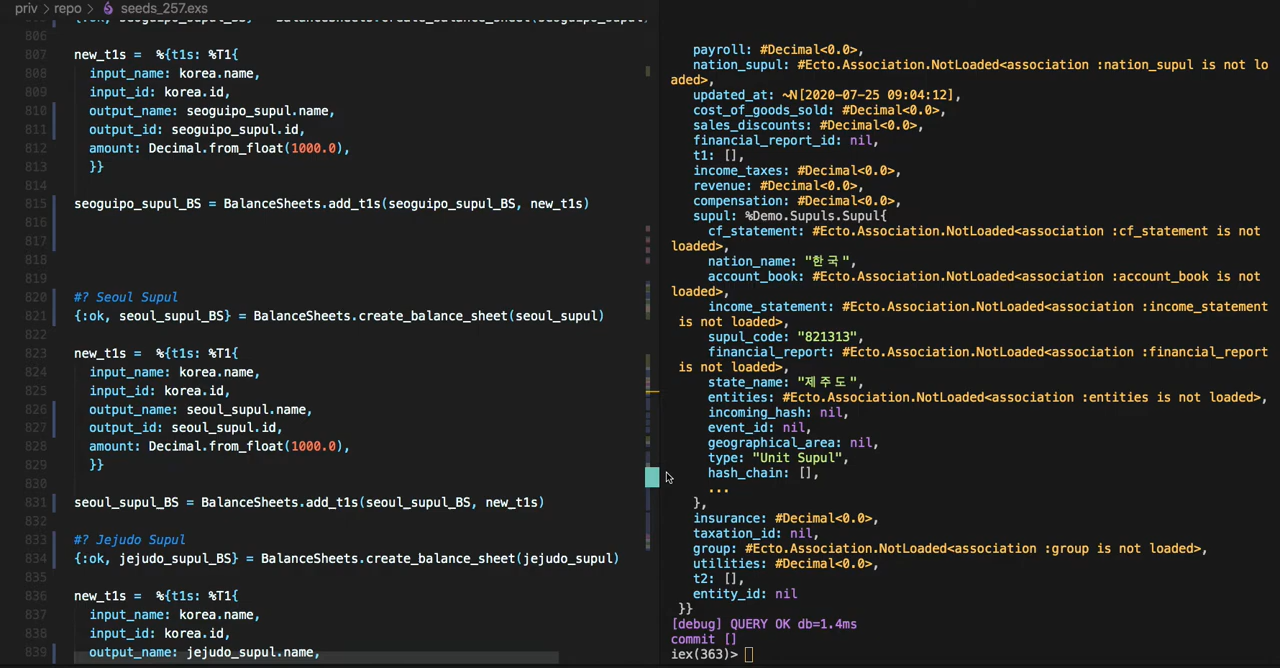 priv > repo > seeds_257.exs
806
807 new_t1s =  %{t1s: %T1{
808   input_name: korea.name,
809   input_id: korea.id,
810   output_name: seoguipo_supul.name,
811   output_id: seoguipo_supul.id,
812   amount: Decimal.from_float(1000.0),
813   }}
814
815 seoguipo_supul_BS = BalanceSheets.add_t1s(seoguipo_supul_BS, new_t1s)
816
817
818
819
820 #? Seoul Supul
821 {:ok, seoul_supul_BS} = BalanceSheets.create_balance_sheet(seoul_supul)
822
823 new_t1s =  %{t1s: %T1{
824   input_name: korea.name,
825   input_id: korea.id,
826   output_name: seoul_supul.name,
827   output_id: seoul_supul.id,
828   amount: Decimal.from_float(1000.0),
829   }}
830
831 seoul_supul_BS = BalanceSheets.add_t1s(seoul_supul_BS, new_t1s)
832
833 #? Jejudo Supul
834 {:ok, jejudo_supul_BS} = BalanceSheets.create_balance_sheet(jejudo_supul)
835
836 new_t1s =  %{t1s: %T1{
837   input_name: korea.name,
838   input_id: korea.id,
839   output_name: jejudo_supul.name,
payroll: #Decimal<0.0>,
nation_supul: #Ecto.Association.NotLoaded<association :nation_supul is not lo
aded>,
updated_at: ~N[2020-07-25 09:04:12],
cost_of_goods_sold: #Decimal<0.0>,
sales_discounts: #Decimal<0.0>,
financial_report_id: nil,
t1: [],
income_taxes: #Decimal<0.0>,
revenue: #Decimal<0.0>,
compensation: #Decimal<0.0>,
supul: %Demo.Supuls.Supul{
cf_statement: #Ecto.Association.NotLoaded<association :cf_statement is not
loaded>,
nation_name: "한국",
account_book: #Ecto.Association.NotLoaded<association :account_book is not
loaded>,
income_statement: #Ecto.Association.NotLoaded<association :income_statement
is not loaded>,
supul_code: "821313",
financial_report: #Ecto.Association.NotLoaded<association :financial_report
is not loaded>,
state_name: "제주도",
entities: #Ecto.Association.NotLoaded<association :entities is not loaded>,
incoming_hash: nil,
event_id: nil,
geographical_area: nil,
type: "Unit Supul",
hash_chain: [],
...
},
insurance: #Decimal<0.0>,
taxation_id: nil,
group: #Ecto.Association.NotLoaded<association :group is not loaded>,
utilities: #Decimal<0.0>,
t2: [],
entity_id: nil
}}
[debug] QUERY OK db=1.4ms
commit []
iex(363)>